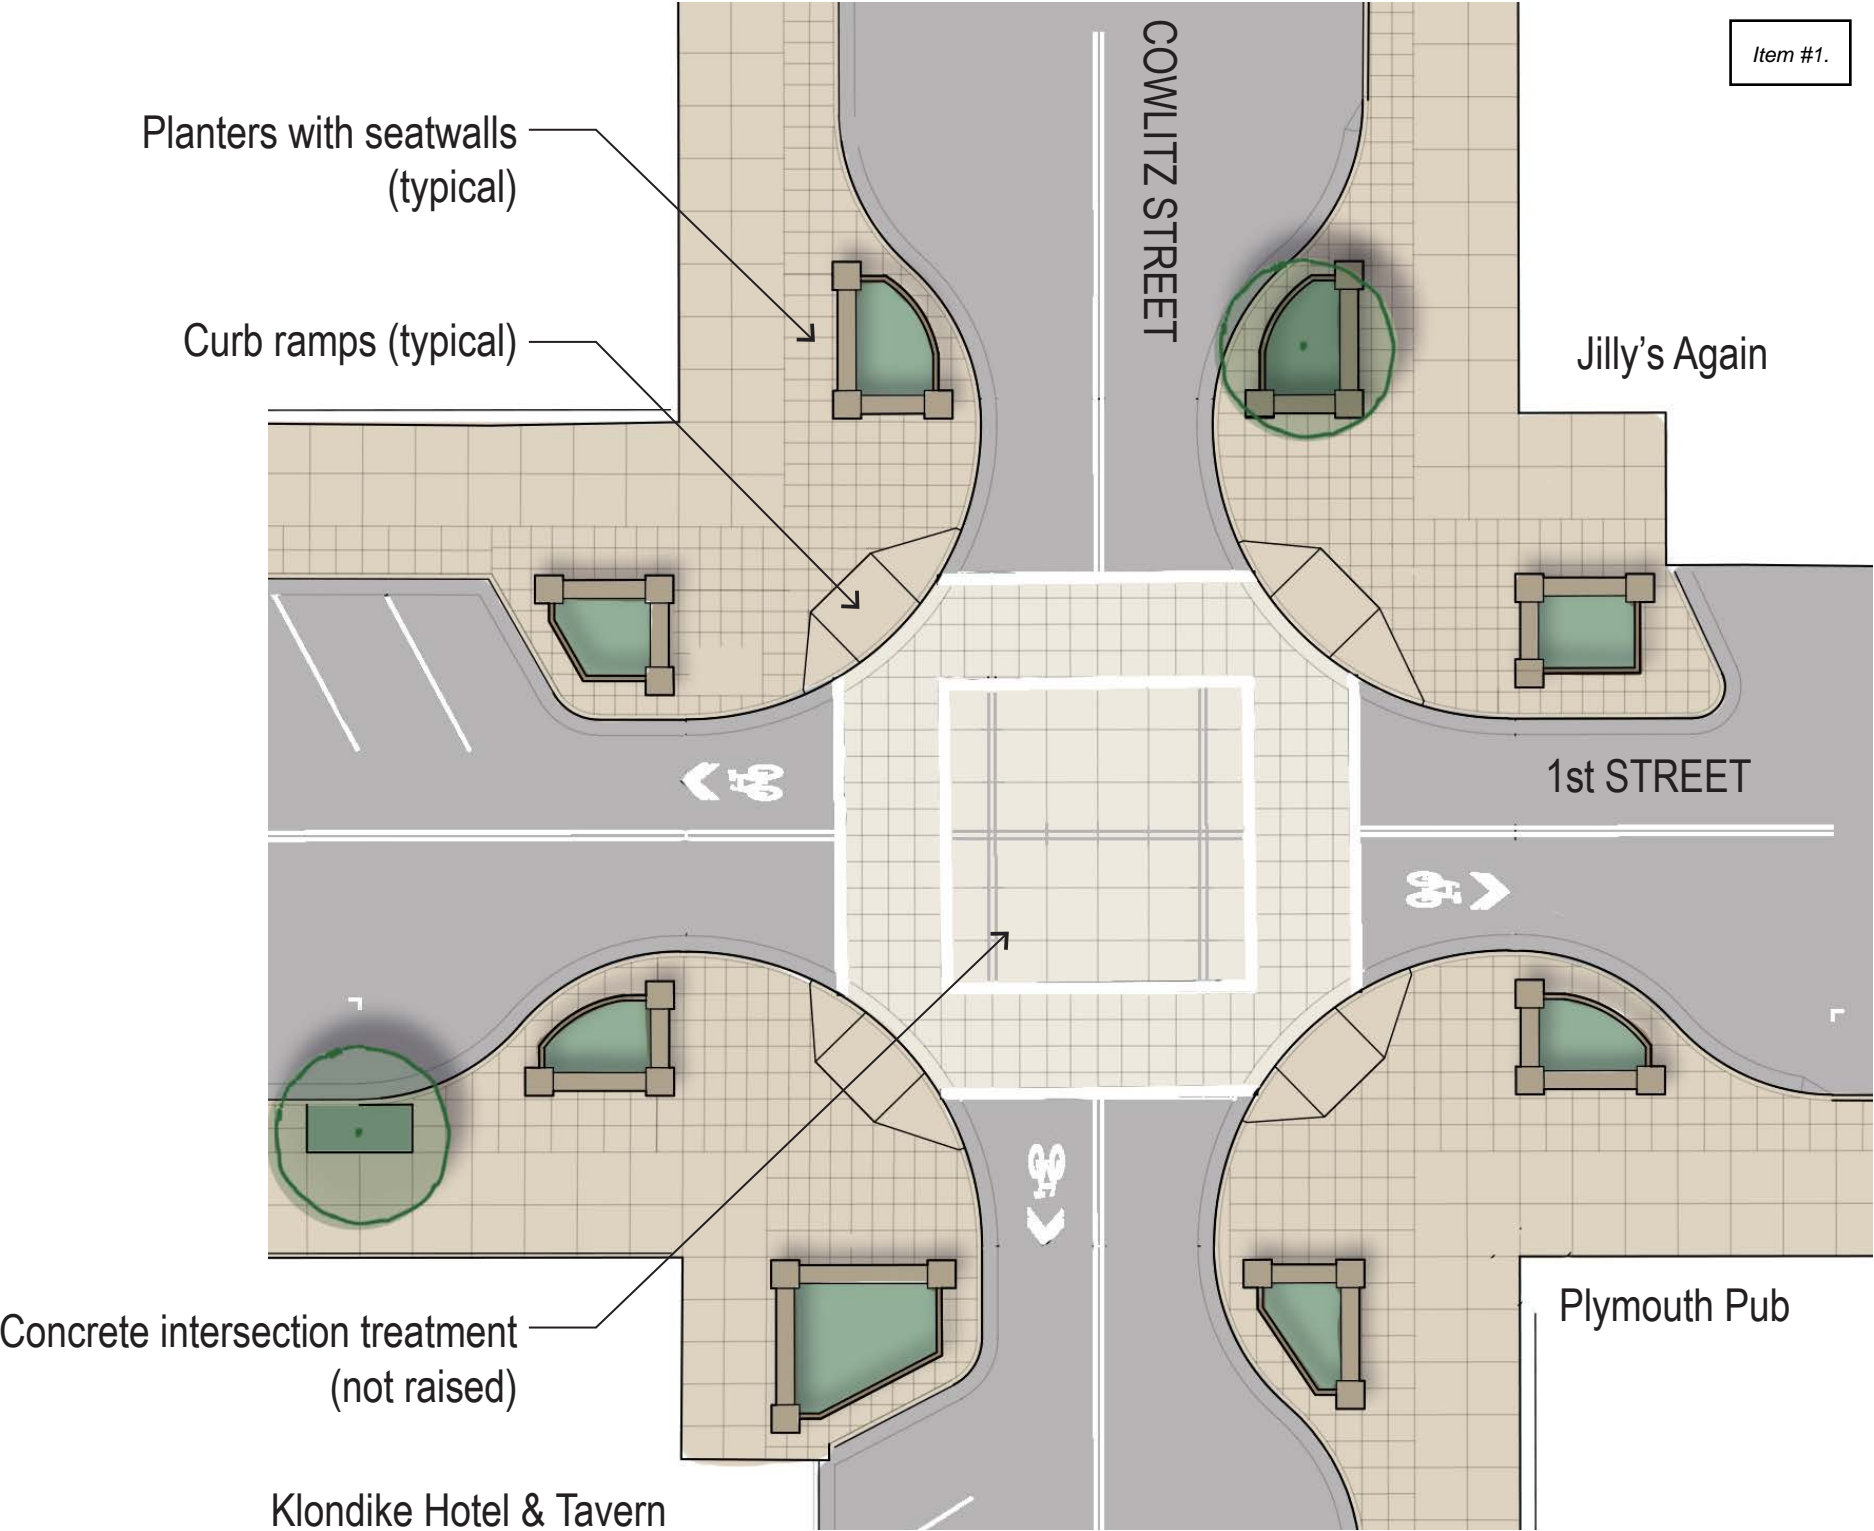 Item #1.
COWLITZ STREET
Planters with seatwalls
(typical)
Curb ramps (typical)
Jilly’s Again
1st STREET
Concrete intersection treatment
(not raised)
Plymouth Pub
Klondike Hotel & Tavern